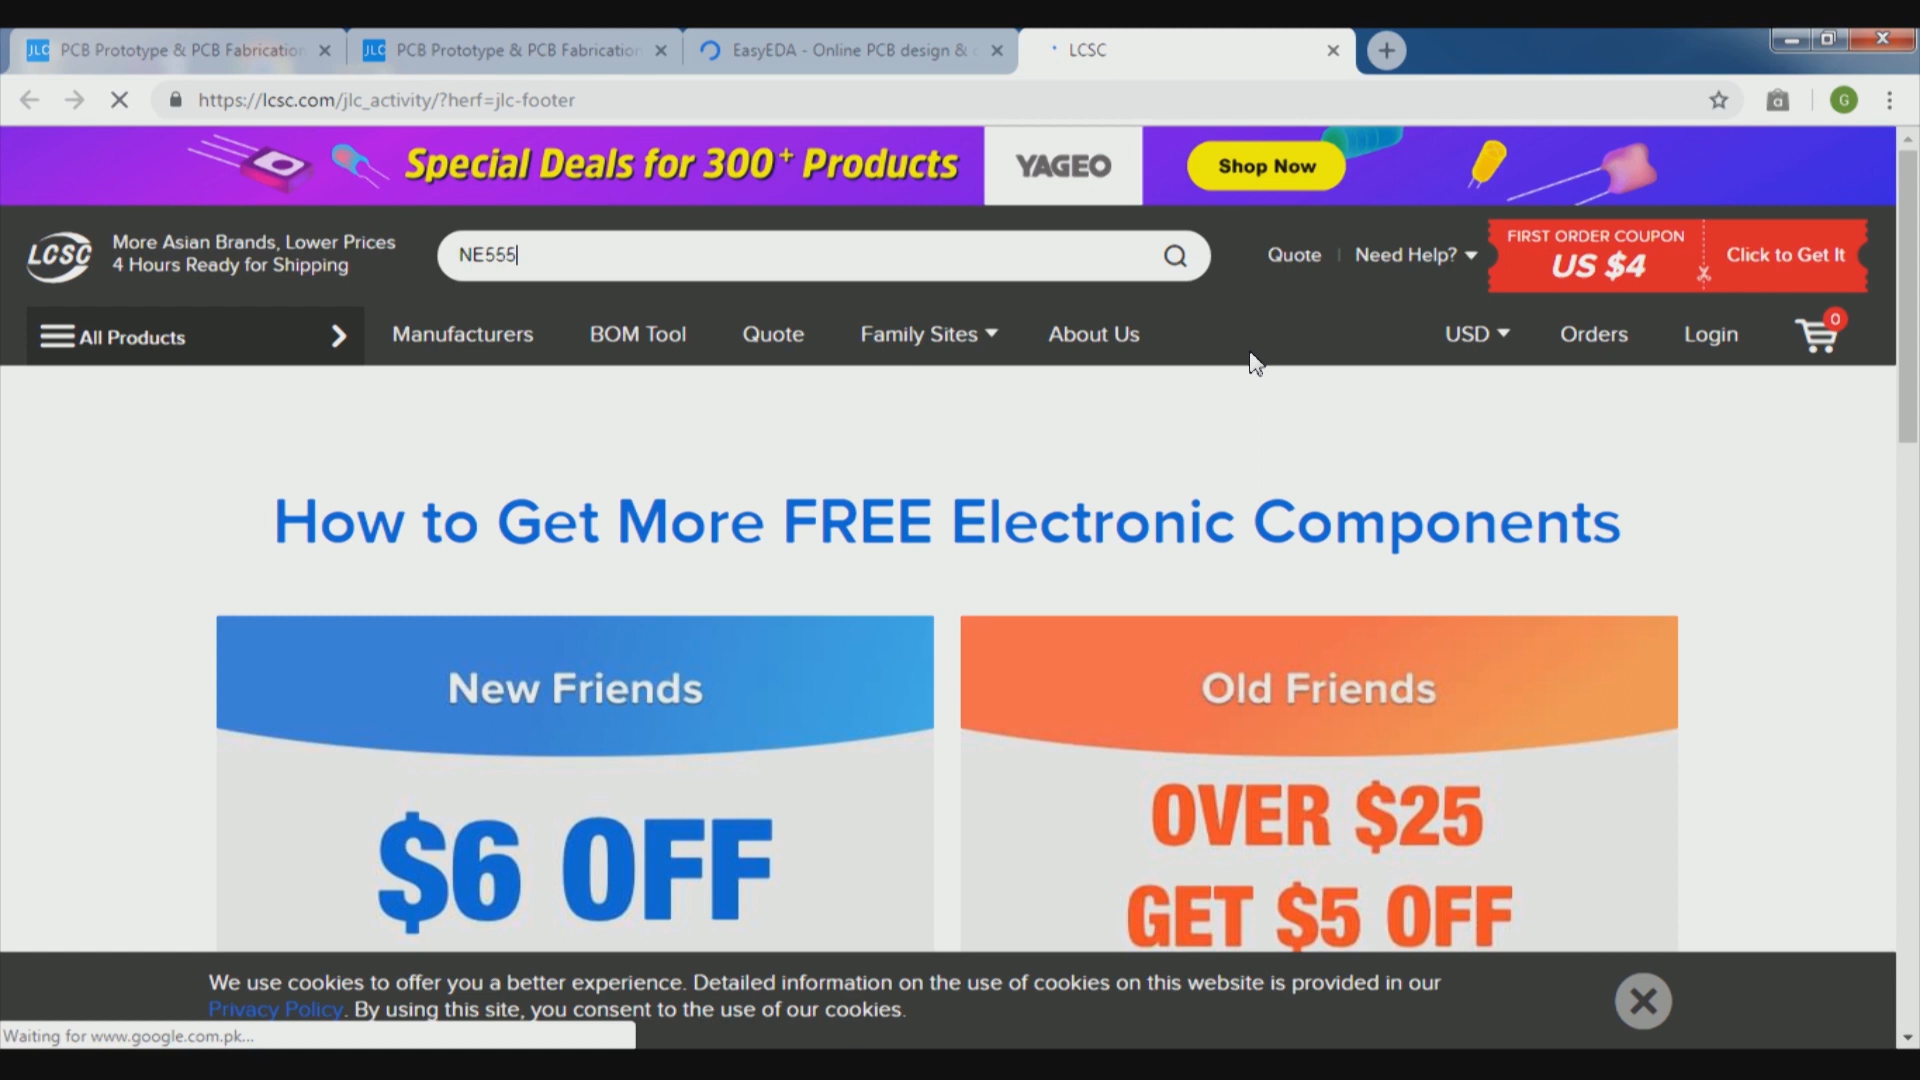 JLC PCB Prototype & PCB Fabrication
JLC PCB Prototype & PCB Fabrication
EasyEDA - Online PCB design &
LCSC
https://lcsc.com/jlc_activity/?herf=jlc-footer
G
Special Deals for 300+ Products
YAGEO
Shop Now
LCSC
More Asian Brands, Lower Prices
4 Hours Ready for Shipping
NE555
Quote
Need Help?
FIRST ORDER COUPON
US $4
Click to Get It
All Products
Manufacturers
BOM Tool
Quote
Family Sites
About Us
USD
Orders
Login
0
How to Get More FREE Electronic Components
New Friends
$6 OFF
Old Friends
OVER $25
GET $5 OFF
We use cookies to offer you a better experience. Detailed information on the use of cookies on this website is provided in our
Privacy Policy. By using this site, you consent to the use of our cookies.
Waiting for www.google.com.pk...